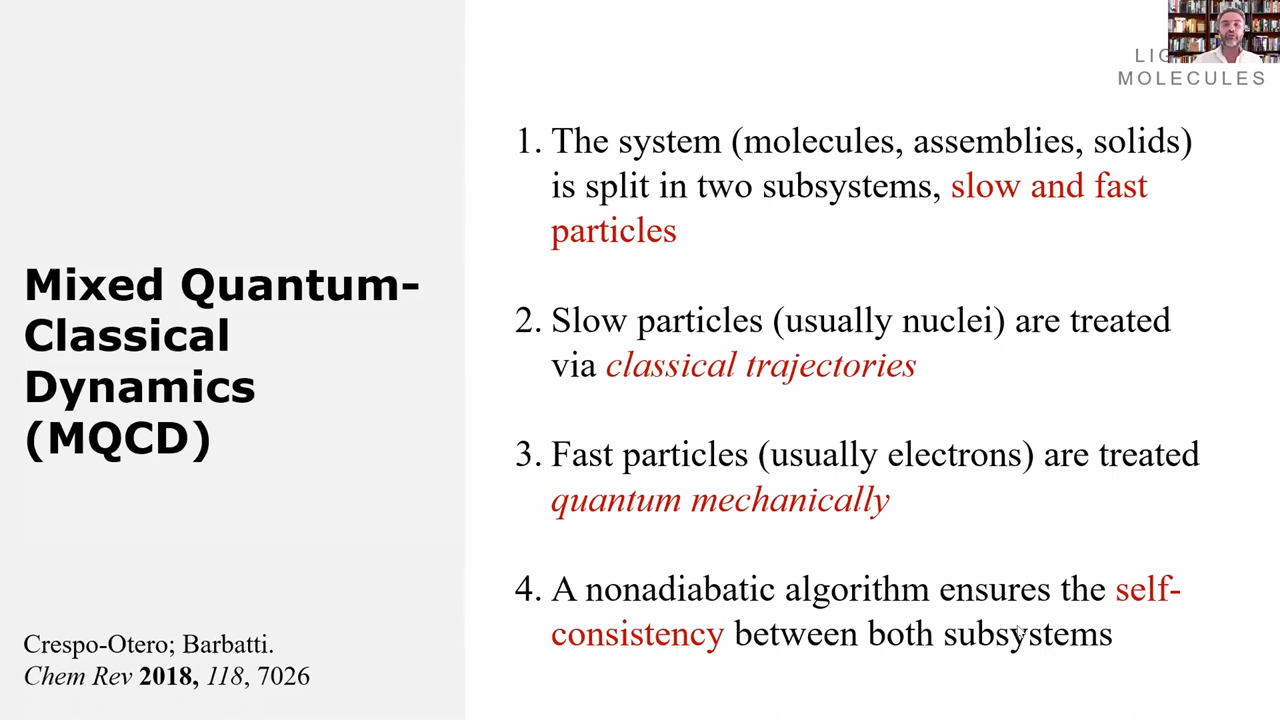 LIG
MOLECULES
Mixed Quantum-
Classical
Dynamics
(MQCD)
1. The system (molecules, assemblies, solids)
is split in two subsystems, slow and fast
particles
2. Slow particles (usually nuclei) are treated
via classical trajectories
3. Fast particles (usually electrons) are treated
quantum mechanically
4. A nonadiabatic algorithm ensures the self-
consistency between both subsystems
Crespo-Otero; Barbatti.
Chem Rev 2018, 118, 7026